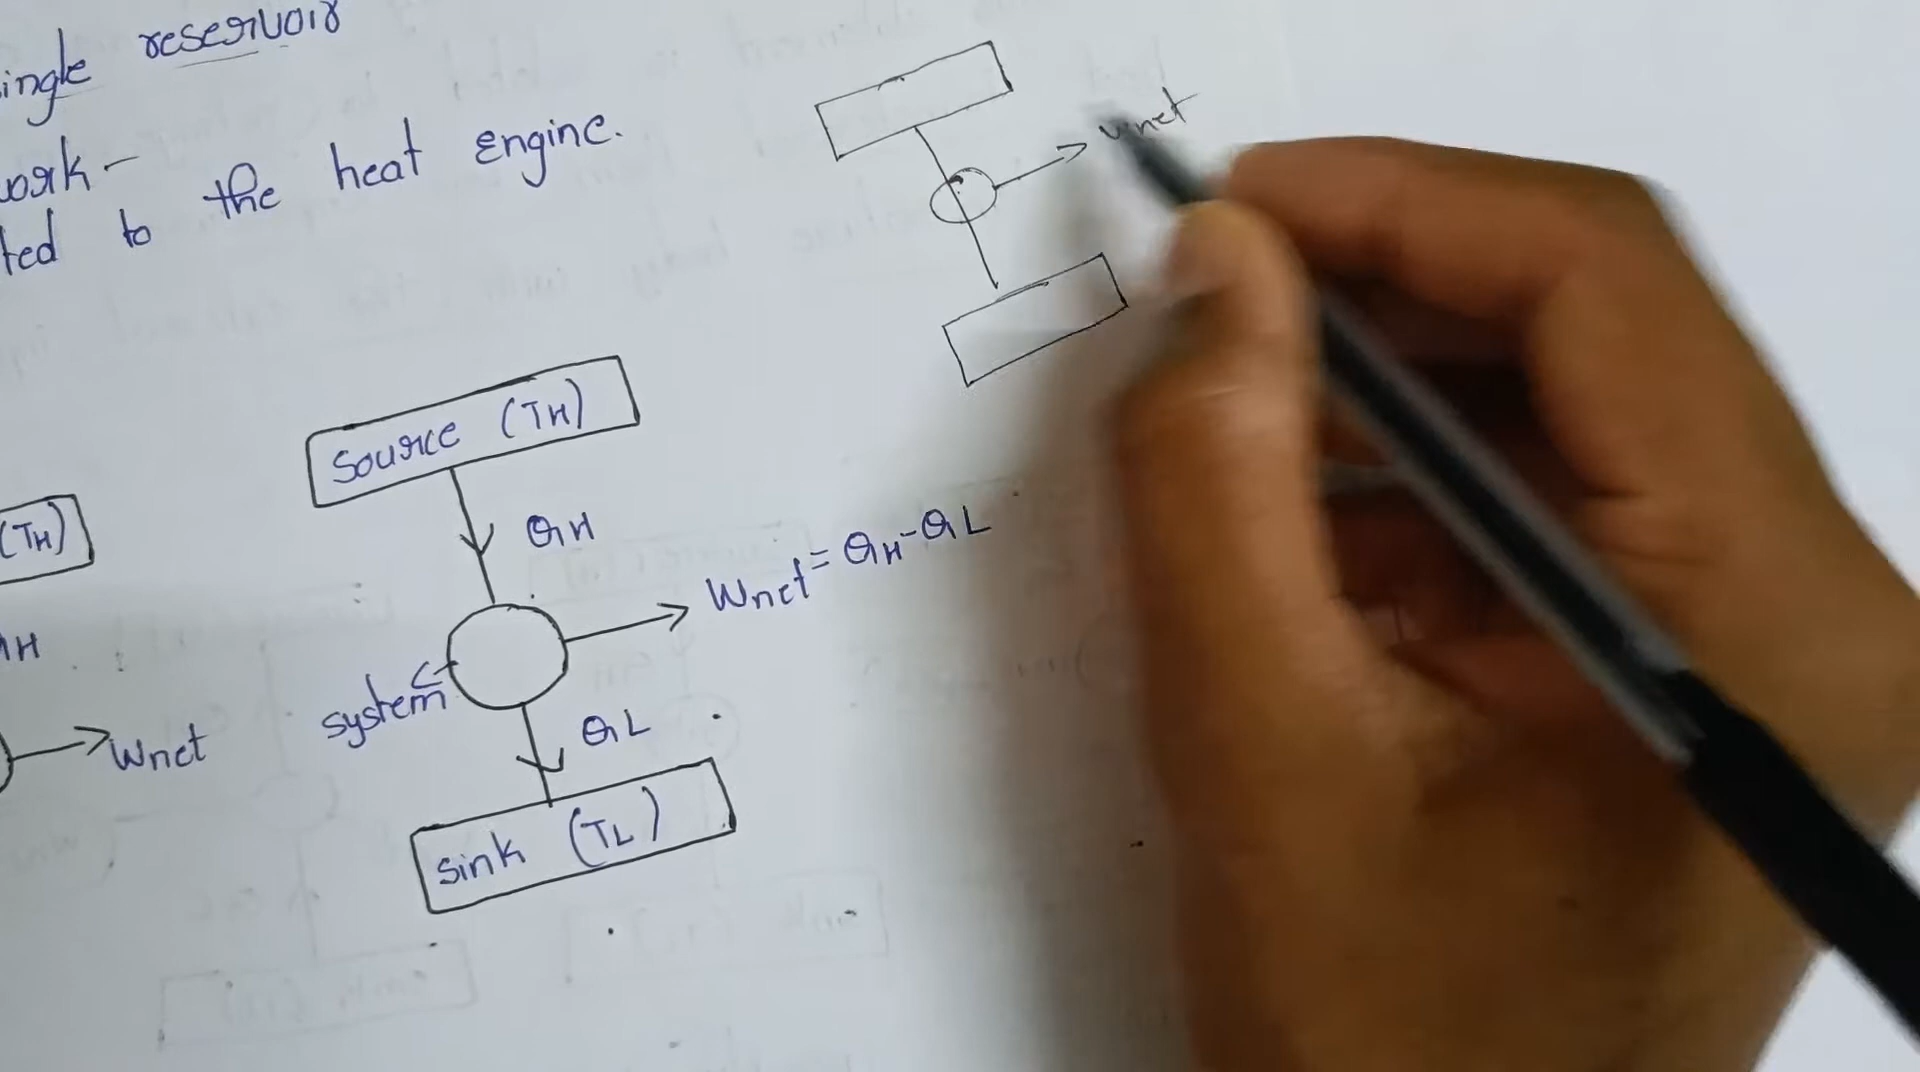 ingle reservoir
work-
ted to the heat engine.
Wnet
Source (TH)
QH
Wnet = QH-QL
system
QL
sink (TL)
(TH)
H
Wnet